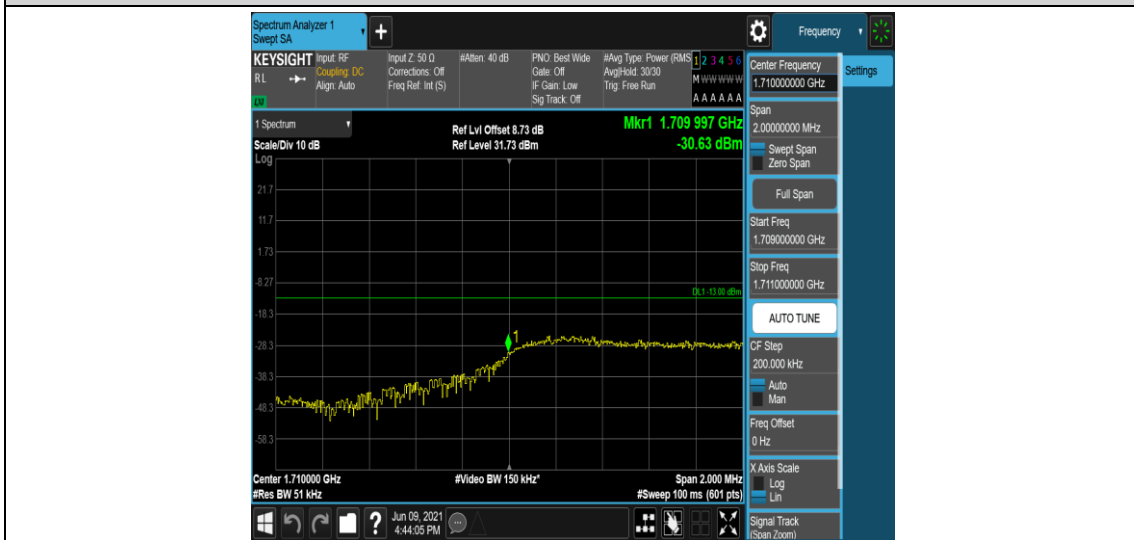 Spectrum Analyzer 1
Swept SA
Frequency
KEYSIGHT
RL
LXI
Input: RF
Coupling: DC
Align: Auto
Input Z: 50 Ω
Corrections: Off
Freq Ref: Int (S)
#Atten: 40 dB
PNO: Best Wide
Gate: Off
IF Gain: Low
Sig Track: Off
#Avg Type: Power (RMS
Avg|Hold: 30/30
Trig: Free Run
1 2 3 4 5 6
M W W W W W
A A A A A A
1 Spectrum
Scale/Div 10 dB
Log
Ref Lvl Offset 8.73 dB
Ref Level 31.73 dBm
Mkr1 1.709 997 GHz
-30.63 dBm
21.7
11.7
1.73
-8.27
-18.3
-28.3
-38.3
-48.3
-58.3
DL1 -13.00 dBm
1
Center 1.710000 GHz
#Res BW 51 kHz
#Video BW 150 kHz*
Span 2.000 MHz
#Sweep 100 ms (601 pts)
Jun 09, 2021
4:44:05 PM
Center Frequency
1.710000000 GHz
Settings
Span
2.00000000 MHz
Swept Span
Zero Span
Full Span
Start Freq
1.709000000 GHz
Stop Freq
1.711000000 GHz
AUTO TUNE
CF Step
200.000 kHz
Auto
Man
Freq Offset
0 Hz
X Axis Scale
Log
Lin
Signal Track
(Span Zoom)